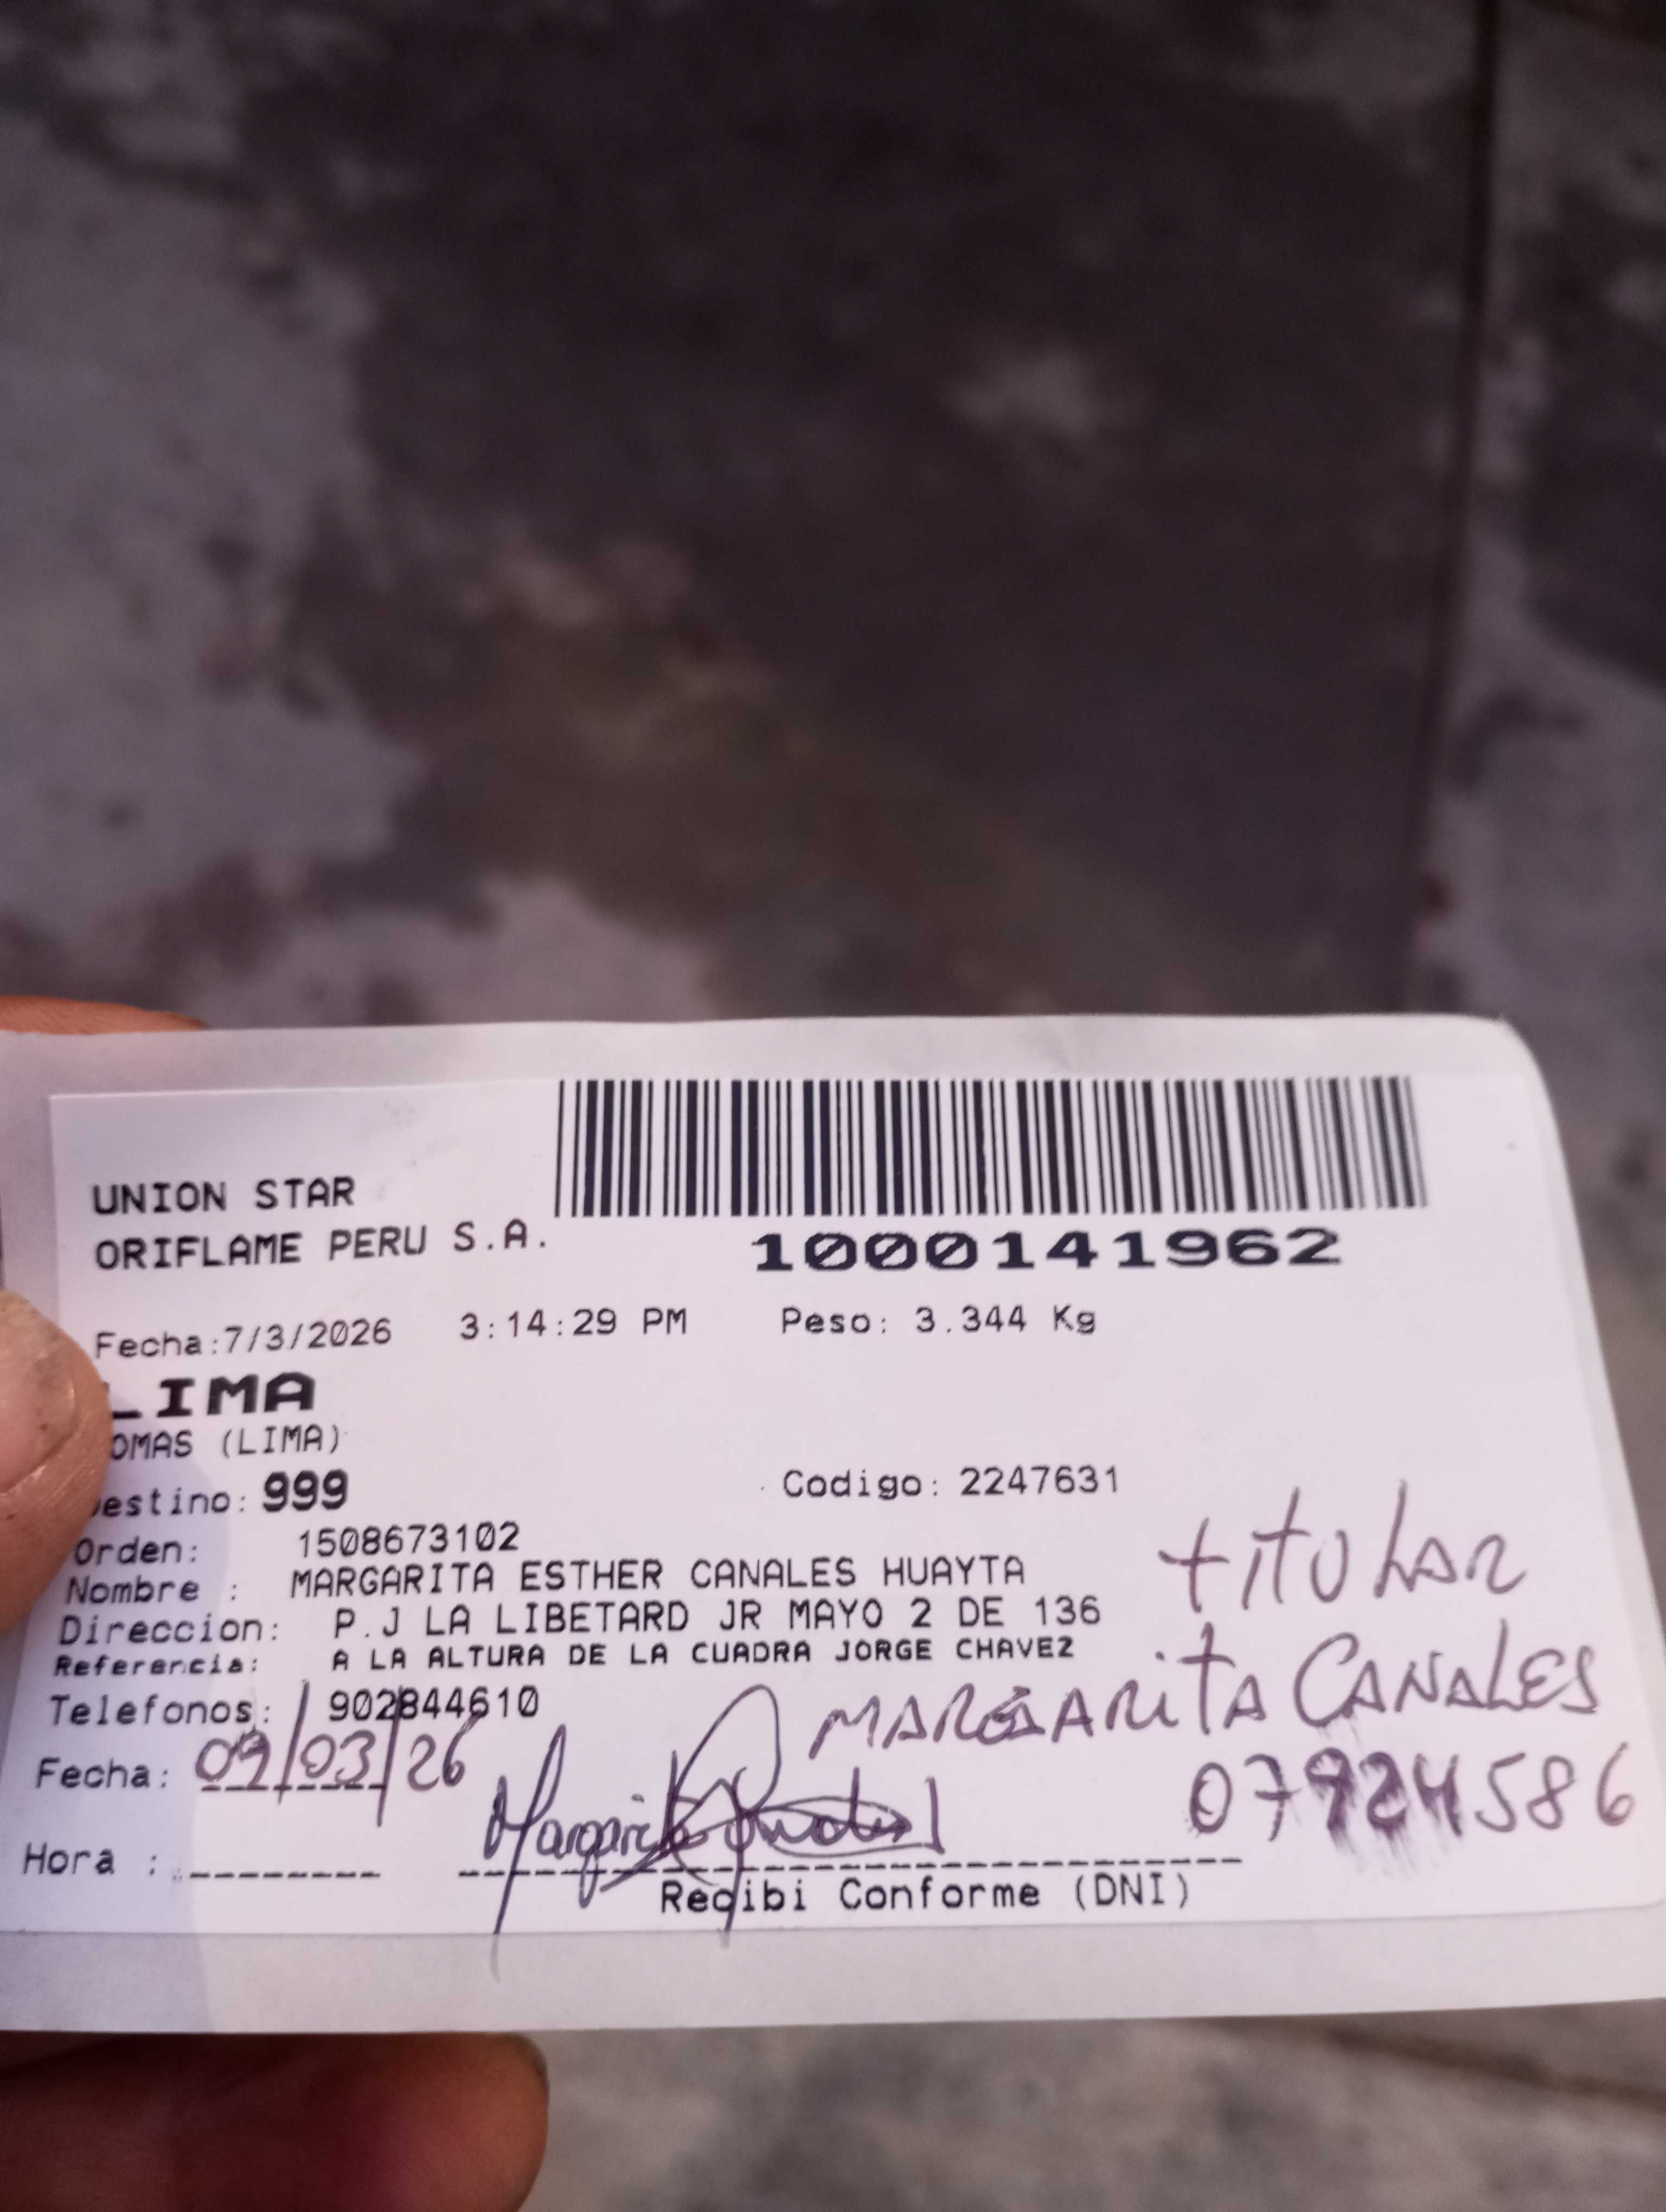 UNION STAR
ORIFLAME PERU S.A.
1000141962
Fecha:7/3/2026 3:14:29 PM Peso: 3.344 Kg
LIMA
OMAS (LIMA)
estino: 999 Codigo: 2247631
Orden: 1508673102
Nombre : MARGARITA ESTHER CANALES HUAYTA
Direccion: P.J LA LIBETARD JR MAYO 2 DE 136
Referencia: A LA ALTURA DE LA CUADRA JORGE CHAVEZ
Telefonos: 902844610
tituLAR
MARGARitA CANALES
Fecha: 09/03/26
Hora :
Recibi Conforme (DNI)